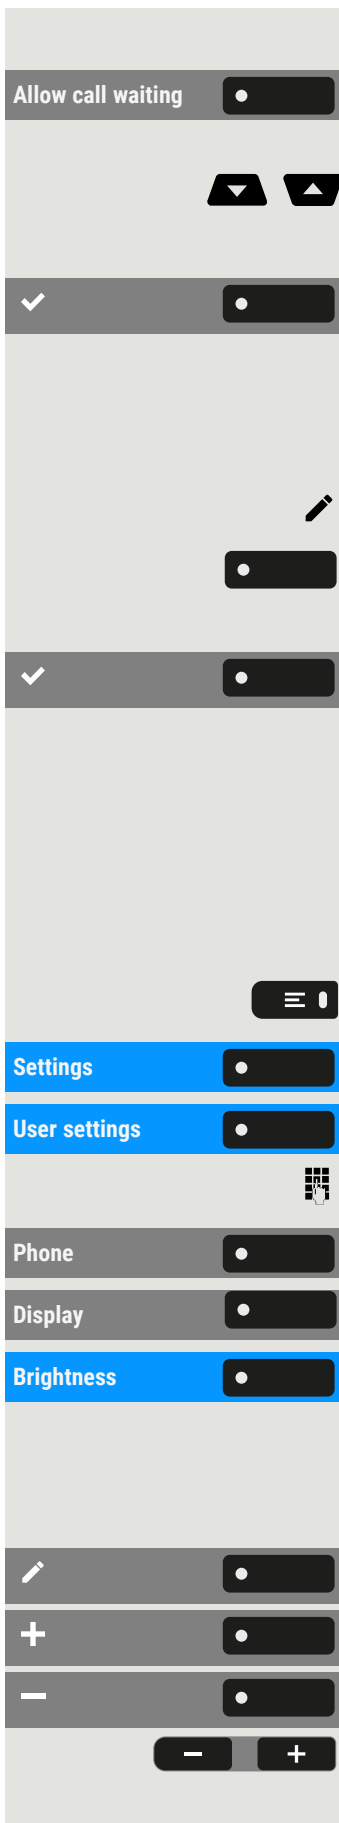 Allow call waiting
Settings
User settings
Phone
Display
Brightness